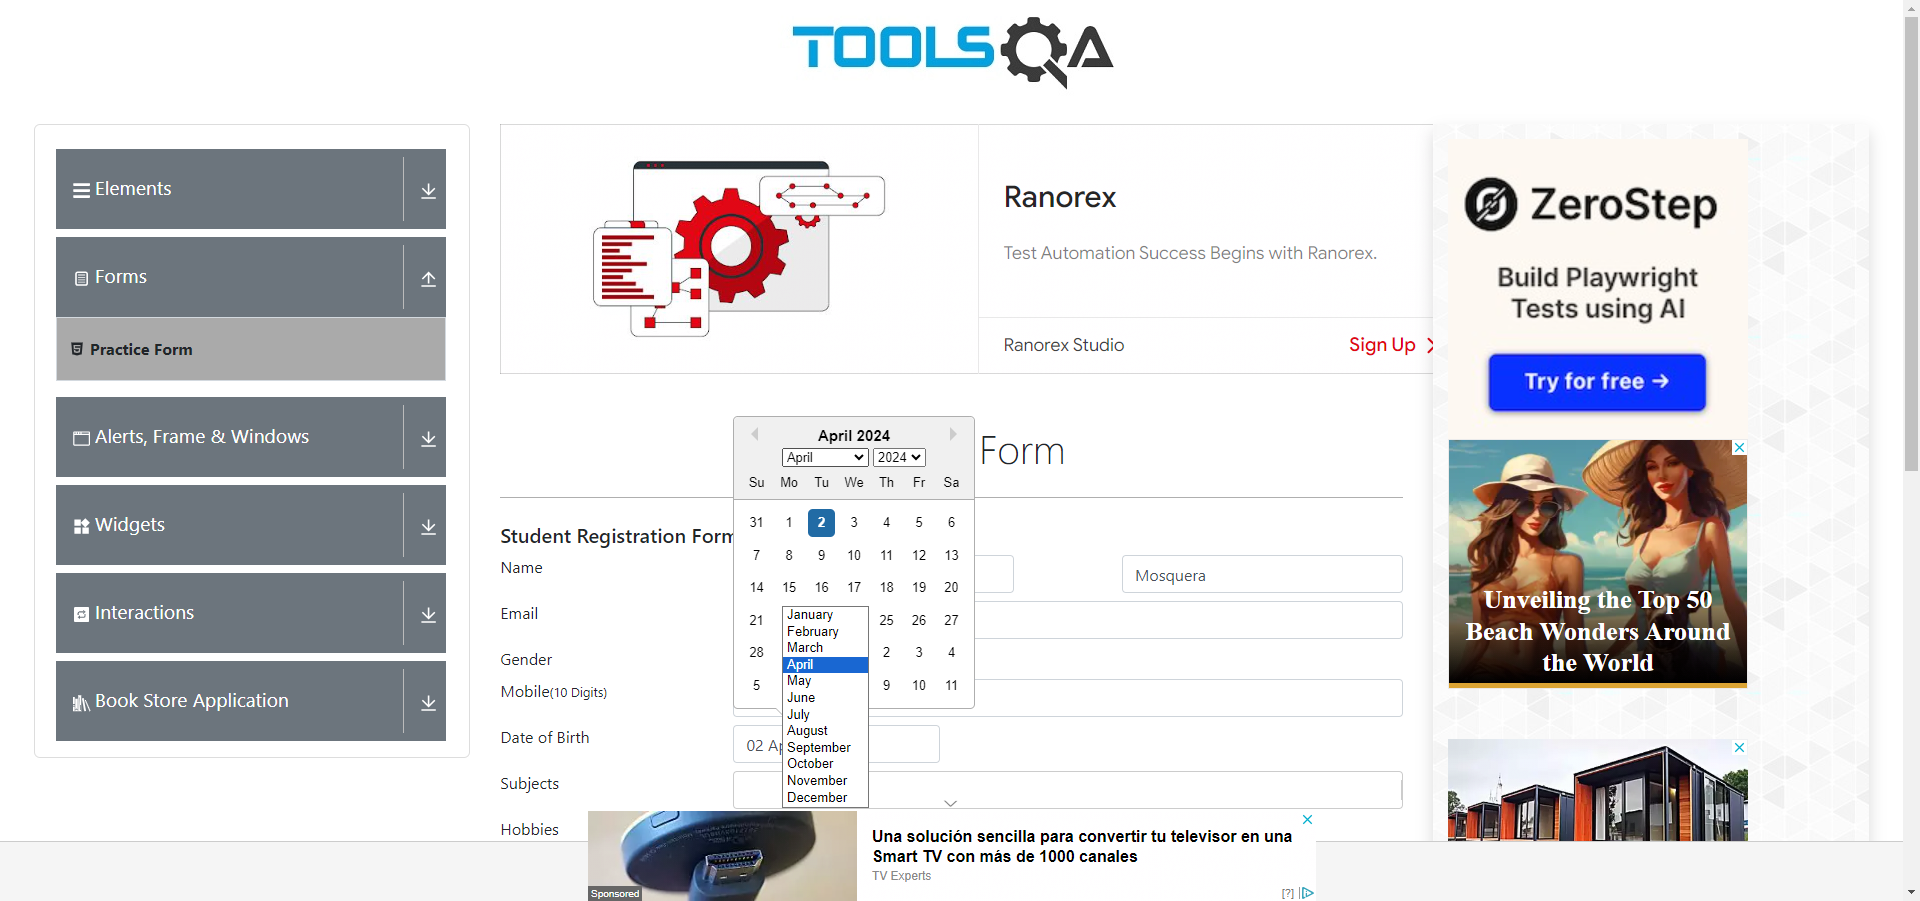 TOOLSQA
Elements
Forms
Practice Form
Alerts, Frame & Windows
Widgets
Interactions
Book Store Application
Ranorex
Test Automation Success Begins with Ranorex.
Ranorex Studio
Sign Up
Form
April 2024
April 2024
Su Mo Tu We Th Fr Sa
31 1 2 3 4 5 6
7 8 9 10 11 12 13
14 15 16 17 18 19 20
21 25 26 27
28 2 3 4
5 9 10 11
January
February
March
April
May
June
July
August
September
October
November
December
Student Registration Form
Name
Mosquera
Email
Gender
Mobile(10 Digits)
Date of Birth
02 Ap
Subjects
Hobbies
ZeroStep
Build Playwright
Tests using AI
Try for free →
Unveiling the Top 50
Beach Wonders Around
the World
Sponsored
Una solución sencilla para convertir tu televisor en una
Smart TV con más de 1000 canales
TV Experts
[?]